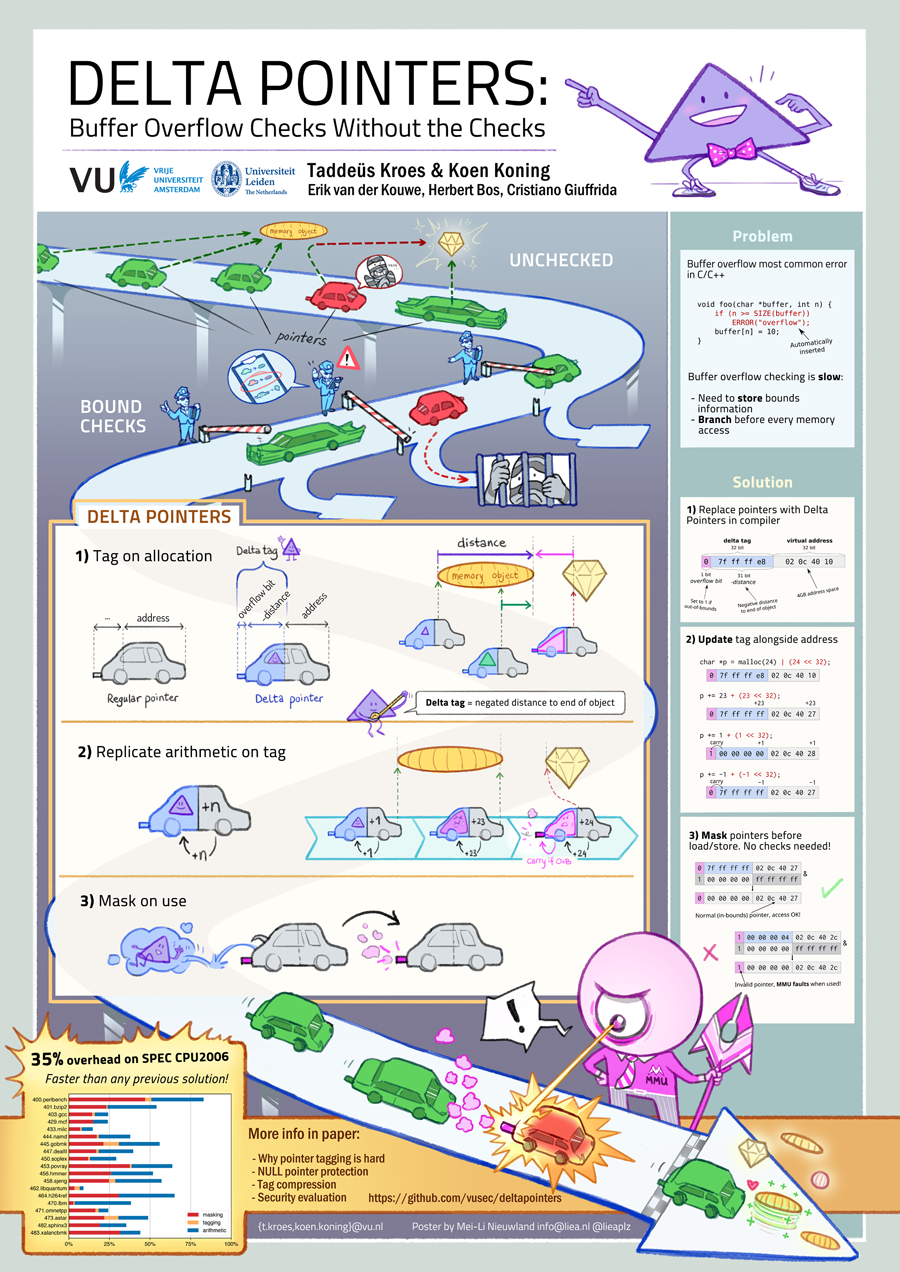 DELTA POINTERS:
Buffer Overflow Checks Without the Checks
VU
VRIJE
UNIVERSITEIT
AMSTERDAM
Universiteit
Leiden
The Netherlands
Taddeüs Kroes & Koen Koning
Erik van der Kouwe, Herbert Bos, Cristiano Giuffrida
memory object
UNCHECKED
pointers
BOUND
CHECKS
Problem
Buffer overflow most common error
in C/C++
void foo(char *buffer, int n) {
if (n >= SIZE(buffer))
ERROR("overflow");
buffer[n] = 10;
}
Automatically
inserted
Buffer overflow checking is slow:
- Need to store bounds
information
- Branch before every memory
access
Solution
1) Replace pointers with Delta
Pointers in compiler
delta tag
32 bit
virtual address
32 bit
0 7f ff ff e8 02 0c 40 10
1 bit
overflow bit
31 bit
-distance
Set to 1 if
out-of-bounds
Negative distance
to end of object
4GB address space
2) Update tag alongside address
char *p = malloc(24) | (24 << 32);
0 7f ff ff e8 02 0c 40 10
p += 23 + (23 << 32);
+23 +23
0 7f ff ff ff 02 0c 40 27
p += 1 + (1 << 32);
carry +1 +1
1 00 00 00 00 02 0c 40 28
p += -1 + (-1 << 32);
carry -1 -1
0 7f ff ff ff 02 0c 40 27
3) Mask pointers before
load/store. No checks needed!
0 7f ff ff ff 02 0c 40 27
1 00 00 00 00 ff ff ff ff &
0 00 00 00 00 02 0c 40 27
Normal (in-bounds) pointer, access OK!
1 00 00 00 04 02 0c 40 2c
1 00 00 00 00 ff ff ff ff &
1 00 00 00 00 02 0c 40 2c
Invalid pointer, MMU faults when used!
DELTA POINTERS
1) Tag on allocation
Delta tag
... address
Regular pointer
overflow bit
-distance
address
Delta pointer
distance
memory object
Delta tag = negated distance to end of object
2) Replicate arithmetic on tag
+n
+n
+1
+1
+23
+23
+24
+24
carry if OoB
3) Mask on use
!
MMU
35% overhead on SPEC CPU2006
Faster than any previous solution!
400.perlbench
401.bzip2
403.gcc
429.mcf
433.milc
444.namd
445.gobmk
447.dealII
450.soplex
453.povray
456.hmmer
458.sjeng
462.libquantum
464.h264ref
470.lbm
471.omnetpp
473.astar
482.sphinx3
483.xalancbmk
masking
tagging
arithmetic
0% 25% 50% 75% 100%
More info in paper:
- Why pointer tagging is hard
- NULL pointer protection
- Tag compression
- Security evaluation
https://github.com/vusec/deltapointers
{t.kroes,koen.koning}@vu.nl
Poster by Mei-Li Nieuwland info@liea.nl @lieaplz